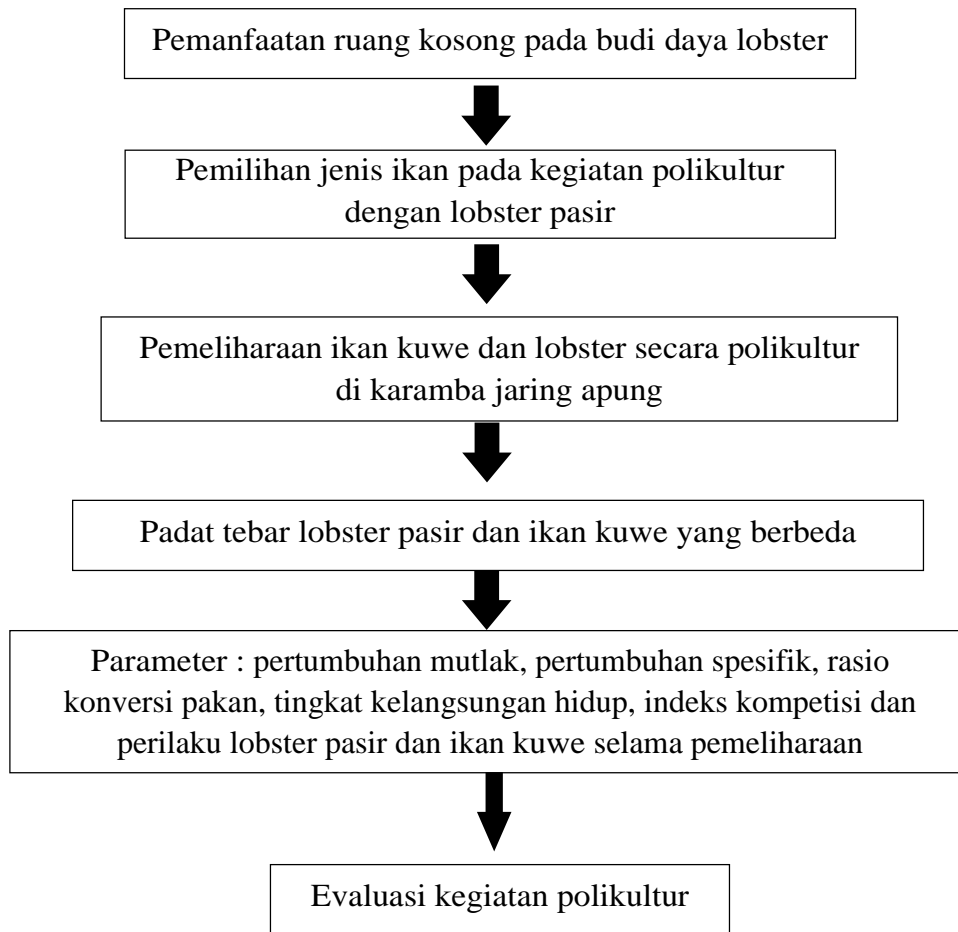 Pemanfaatan ruang kosong pada budi daya lobster
Pemilihan jenis ikan pada kegiatan polikultur
dengan lobster pasir
Pemeliharaan ikan kuwe dan lobster secara polikultur
di karamba jaring apung
Padat tebar lobster pasir dan ikan kuwe yang berbeda
Parameter : pertumbuhan mutlak, pertumbuhan spesifik, rasio
konversi pakan, tingkat kelangsungan hidup, indeks kompetisi dan
perilaku lobster pasir dan ikan kuwe selama pemeliharaan
Evaluasi kegiatan polikultur